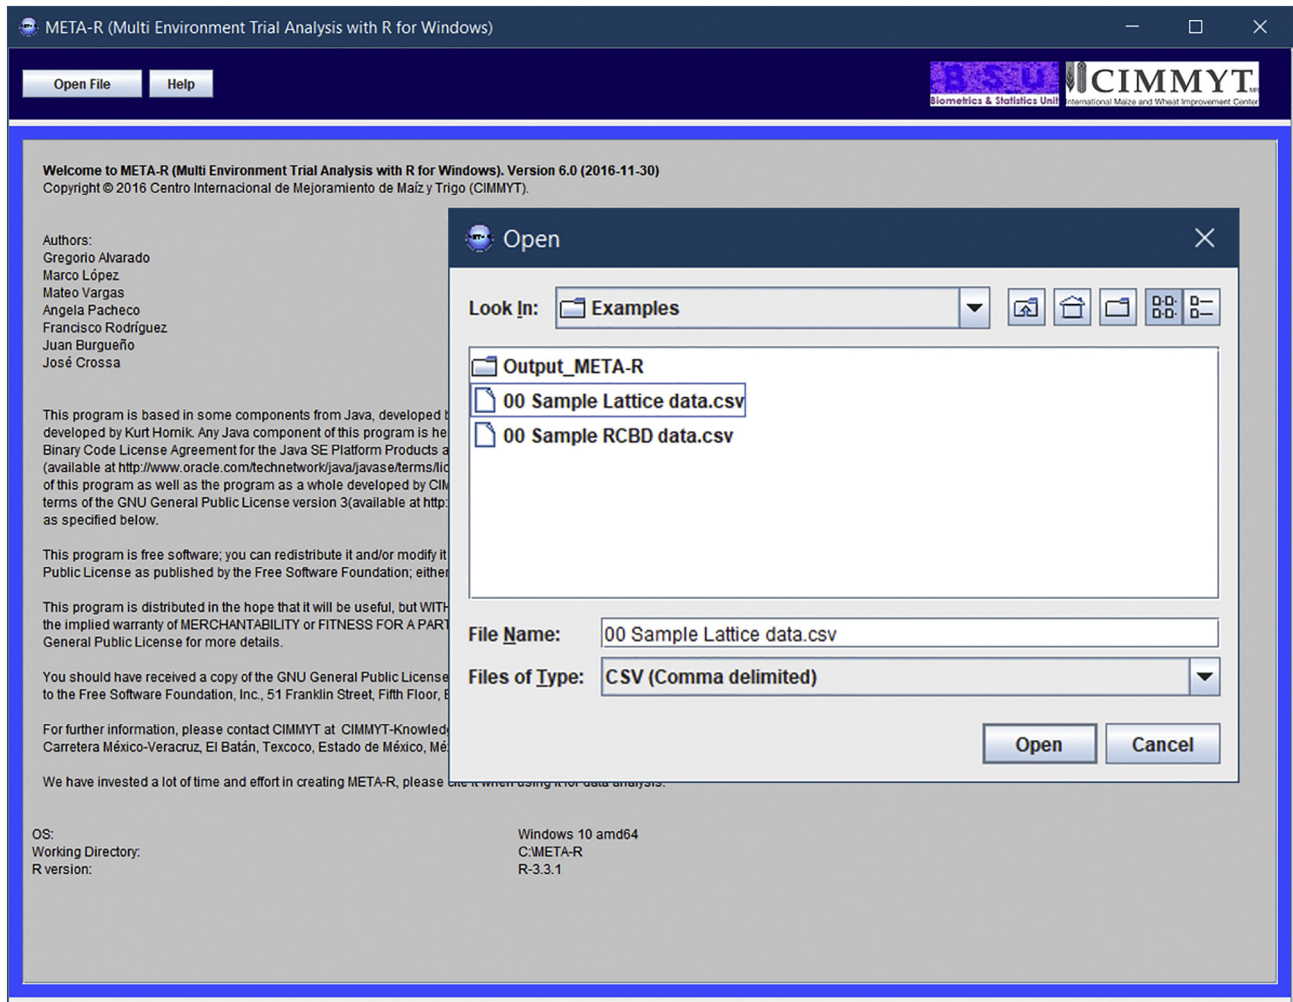 META-R (Multi Environment Trial Analysis with R for Windows)
Open File
Help
BSU
Biometrics & Statistics Unit
CIMMYT
International Maize and Wheat Improvement Center
Welcome to META-R (Multi Environment Trial Analysis with R for Windows). Version 6.0 (2016-11-30)
Copyright © 2016 Centro Internacional de Mejoramiento de Maíz y Trigo (CIMMYT).
Authors:
Gregorio Alvarado
Marco López
Mateo Vargas
Angela Pacheco
Francisco Rodríguez
Juan Burgueño
José Crossa
This program is based in some components from Java, developed
developed by Kurt Hornik. Any Java component of this program is
Binary Code License Agreement for the Java SE Platform Products
(available at http://www.oracle.com/technetwork/java/javase/terms/lic
of this program as well as the program as a whole developed by
terms of the GNU General Public License version 3(available at http:
as specified below.
This program is free software; you can redistribute it and/or modify it
Public License as published by the Free Software Foundation; either
This program is distributed in the hope that it will be useful, but
the implied warranty of MERCHANTABILITY or FITNESS FOR A
General Public License for more details.
You should have received a copy of the GNU General Public License
to the Free Software Foundation, Inc., 51 Franklin Street, Fifth Floor,
For further information, please contact CIMMYT at CIMMYT-Knowled
Carretera México-Veracruz, El Batán, Texcoco, Estado de México,
We have invested a lot of time and effort in creating META-R, please cite it when using it for data analysis.
OS: Windows 10 amd64
Working Directory: C:\META-R
R version: R-3.3.1
Open
Look In: Examples
Output_META-R
00 Sample Lattice data.csv
00 Sample RCBD data.csv
File Name: 00 Sample Lattice data.csv
Files of Type: CSV (Comma delimited)
Open
Cancel